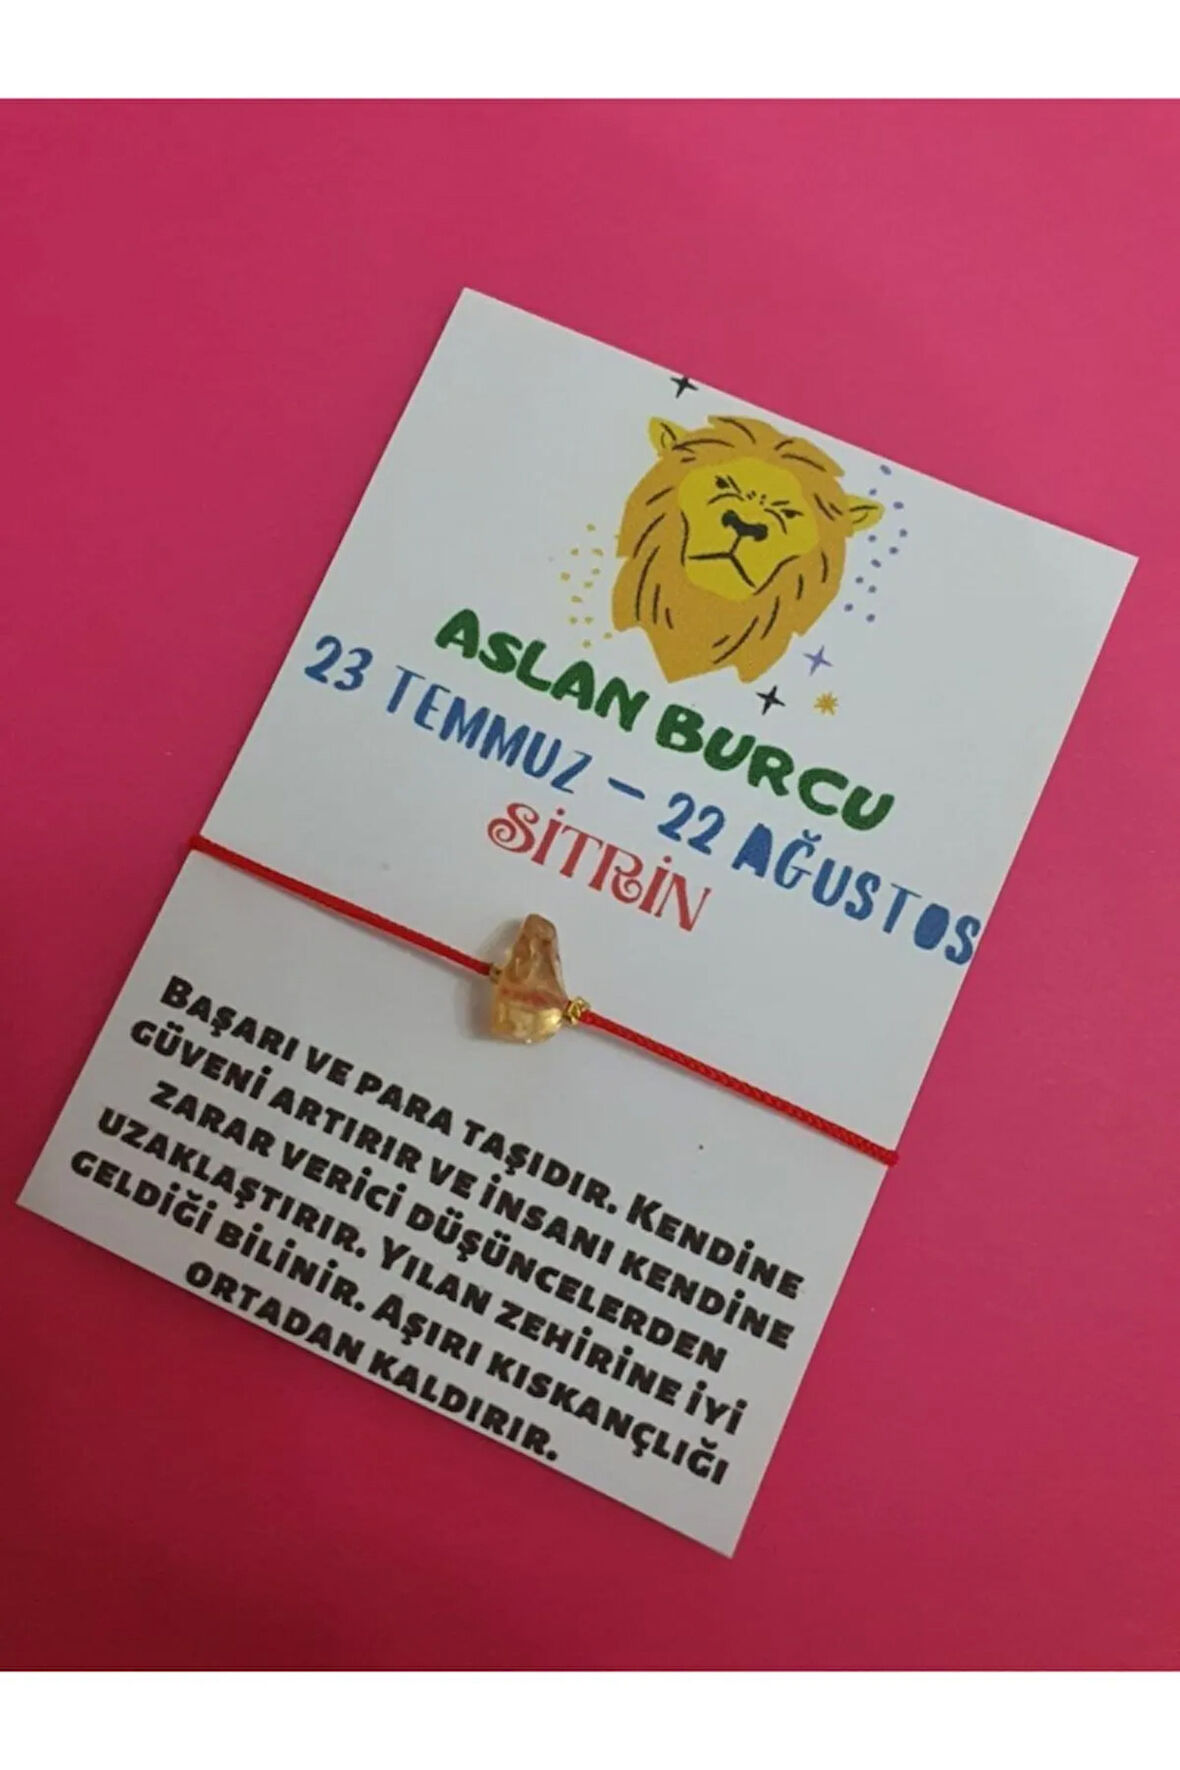 ASLAN BURCU
23 TEMMUZ – 22 AĞUSTOS
SİTRİN
BAŞARI VE PARA TAŞIDIR. KENDİNE
GÜVENİ ARTIRIR VE İNSANI KENDİNE
ZARAR VERİCİ DÜŞÜNCELERDEN
UZAKLAŞTIRIR. YILAN ZEHİRİNE İYİ
GELDİĞİ BİLİNİR. AŞIRI KISKANÇLIĞI
ORTADAN KALDIRIR.